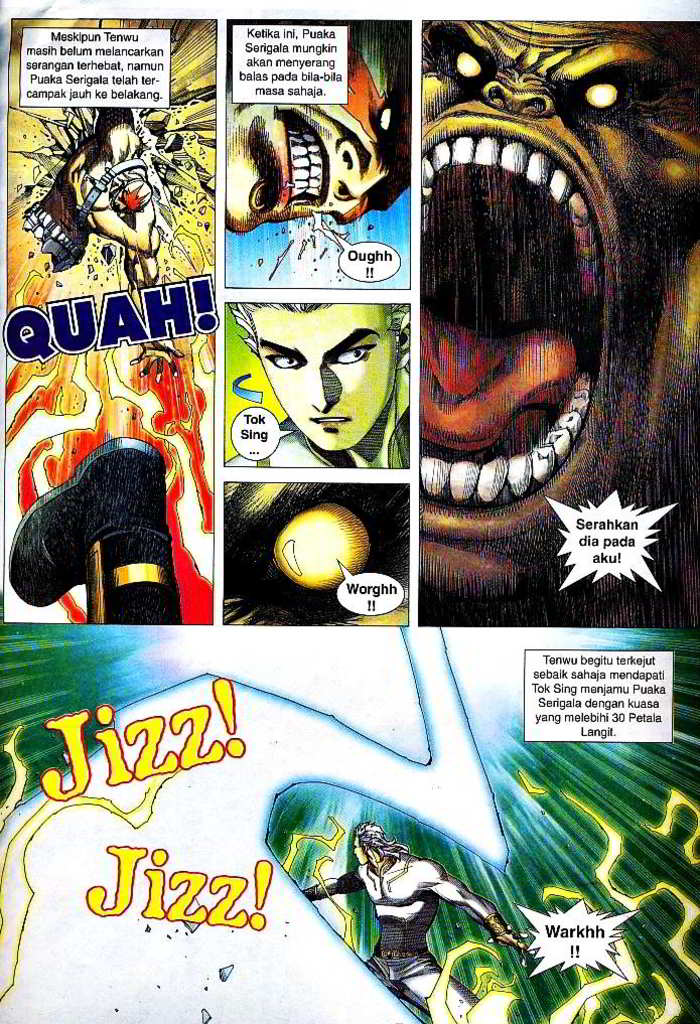 Meskipun Tenwu
masih belum melancarkan
serangan terhebat, namun
Puaka Serigala telah ter-
campak jauh ke belakang.
QUAH!
Ketika ini, Puaka
Serigala mungkin
akan menyerang
balas pada bila-bila
masa sahaja.
Oughh
!!
Tok
Sing
...
Worghh
!!
Serahkan
dia pada
aku!
Tenwu begitu terkejut
sebaik sahaja mendapati
Tok Sing menjamu Puaka
Serigala dengan kuasa
yang melebihi 30 Petala
Langit.
Jizz!
Jizz!
Warkhh
!!